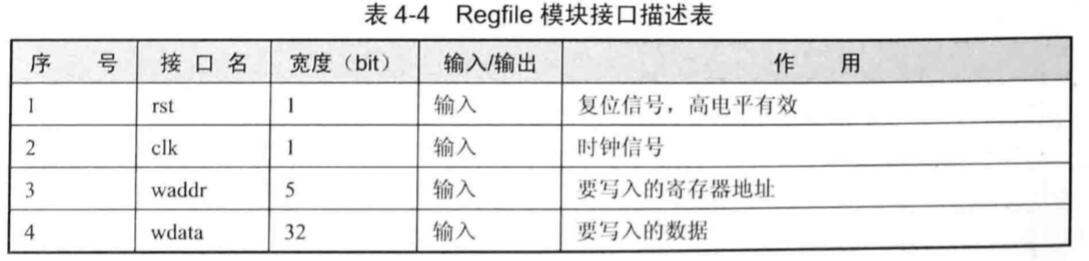 表 4-4 Regfile 模块接口描述表
序 号 接 口 名 宽度（bit） 输入/输出 作 用
1 rst 1 输入 复位信号，高电平有效
2 clk 1 输入 时钟信号
3 waddr 5 输入 要写入的寄存器地址
4 wdata 32 输入 要写入的数据